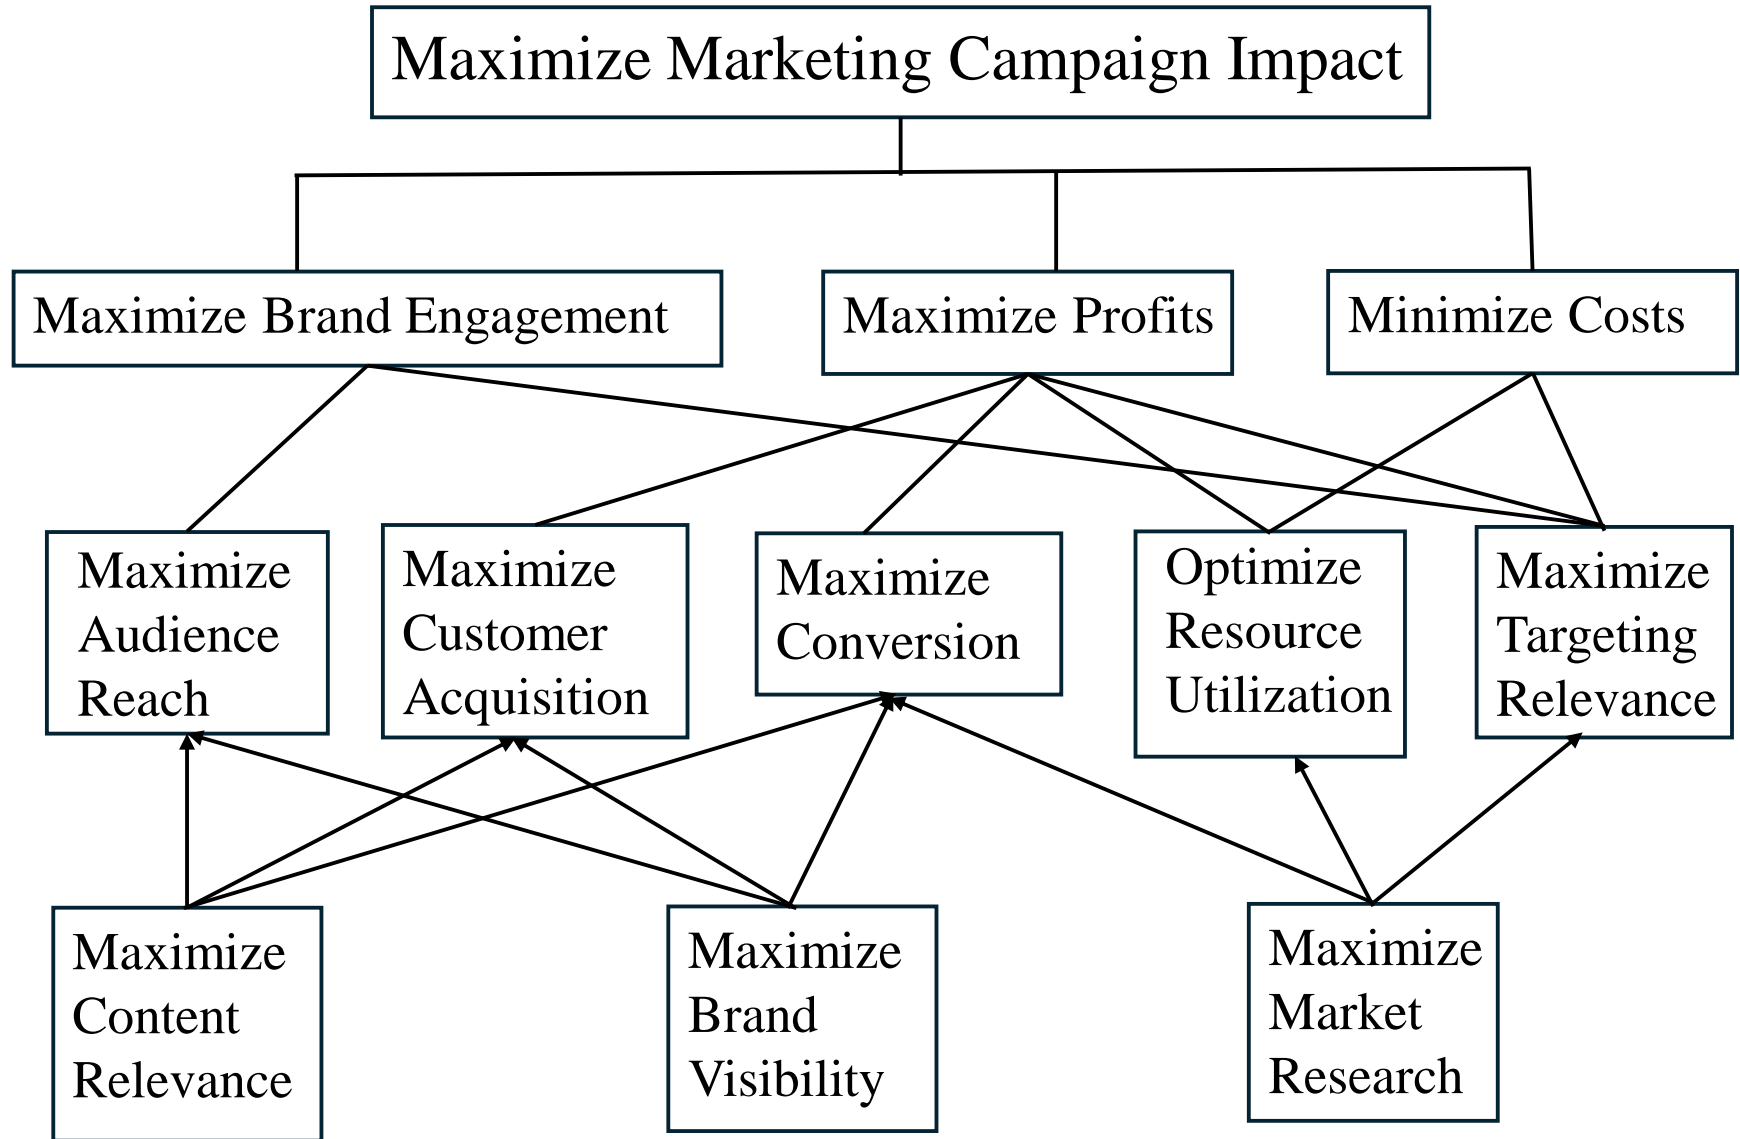 Maximize Marketing Campaign Impact
Maximize Brand Engagement
Maximize Profits
Minimize Costs
Maximize
Audience
Reach
Maximize
Customer
Acquisition
Maximize
Conversion
Optimize
Resource
Utilization
Maximize
Targeting
Relevance
Maximize
Content
Relevance
Maximize
Brand
Visibility
Maximize
Market
Research